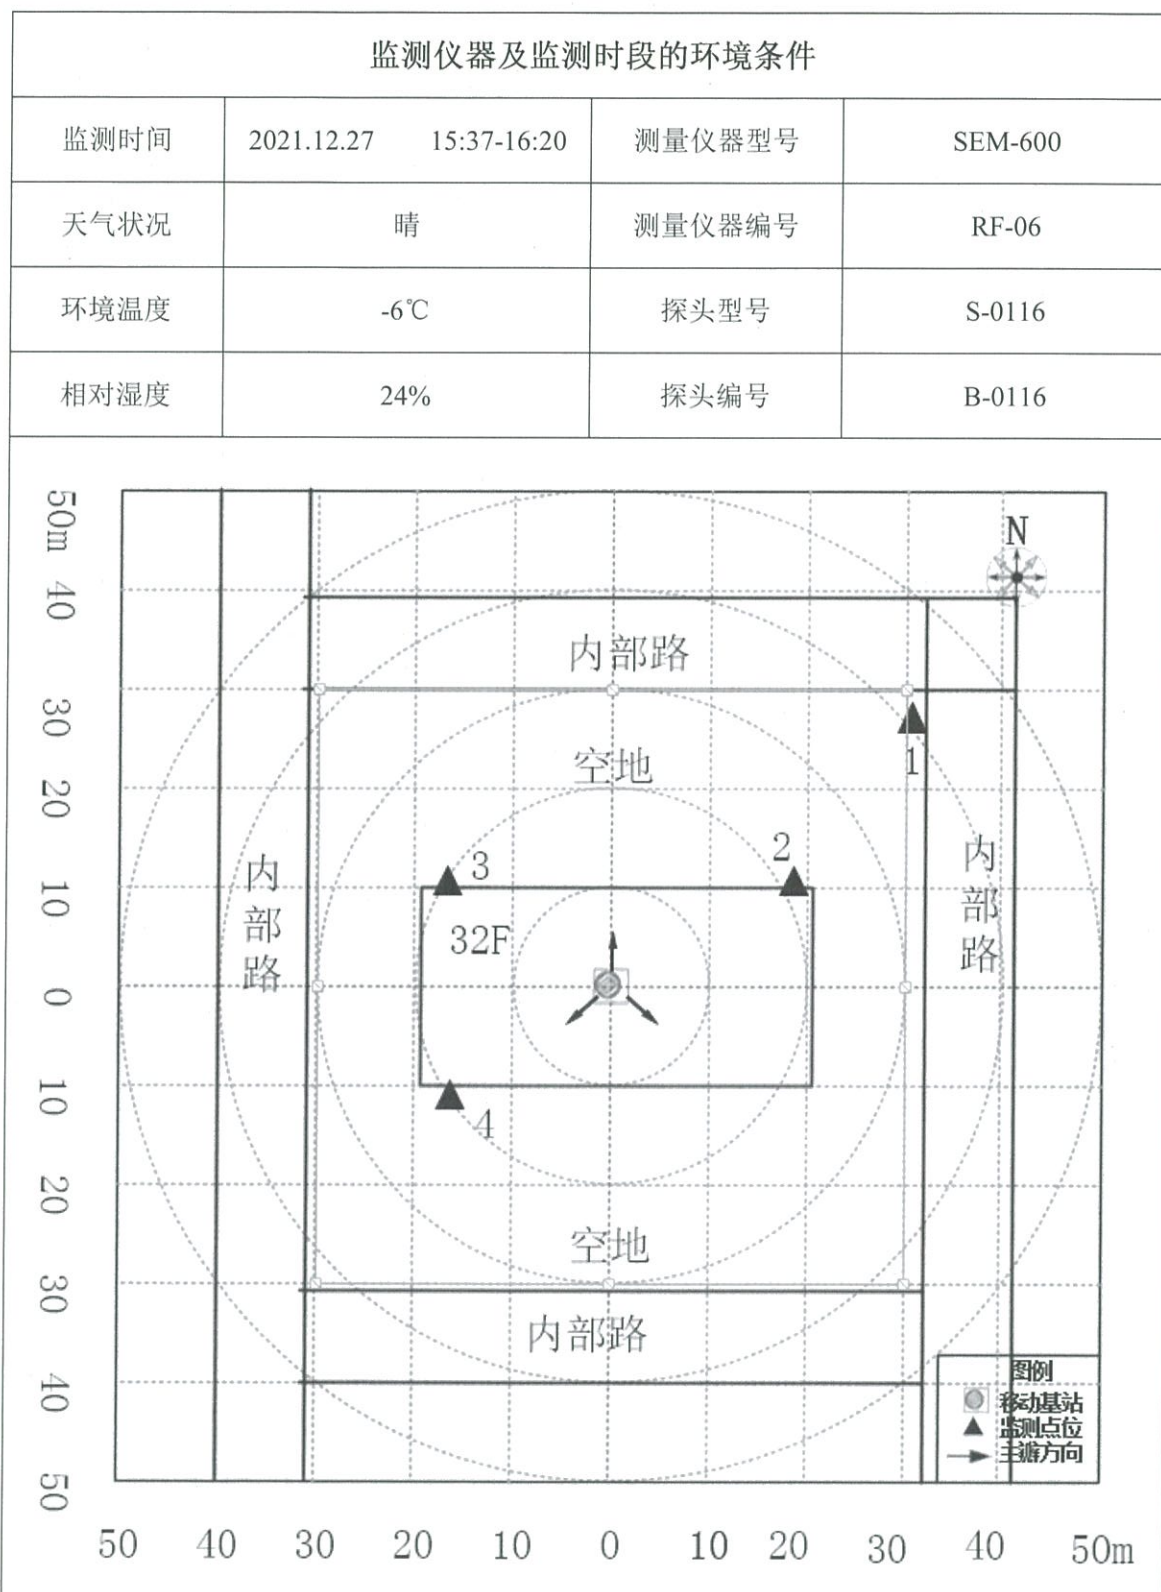 监测仪器及监测时段的环境条件
监测时间 2021.12.27 15:37-16:20 测量仪器型号 SEM-600
天气状况 晴 测量仪器编号 RF-06
环境温度 -6℃ 探头型号 S-0116
相对湿度 24% 探头编号 B-0116
50m
40
30
20
10
0
10
20
30
40
50
N
内部路
空地
1
内部路
内部路
3
2
32F
4
空地
内部路
图例
移动基站
监测点位
主瓣方向
50 40 30 20 10 0 10 20 30 40 50m